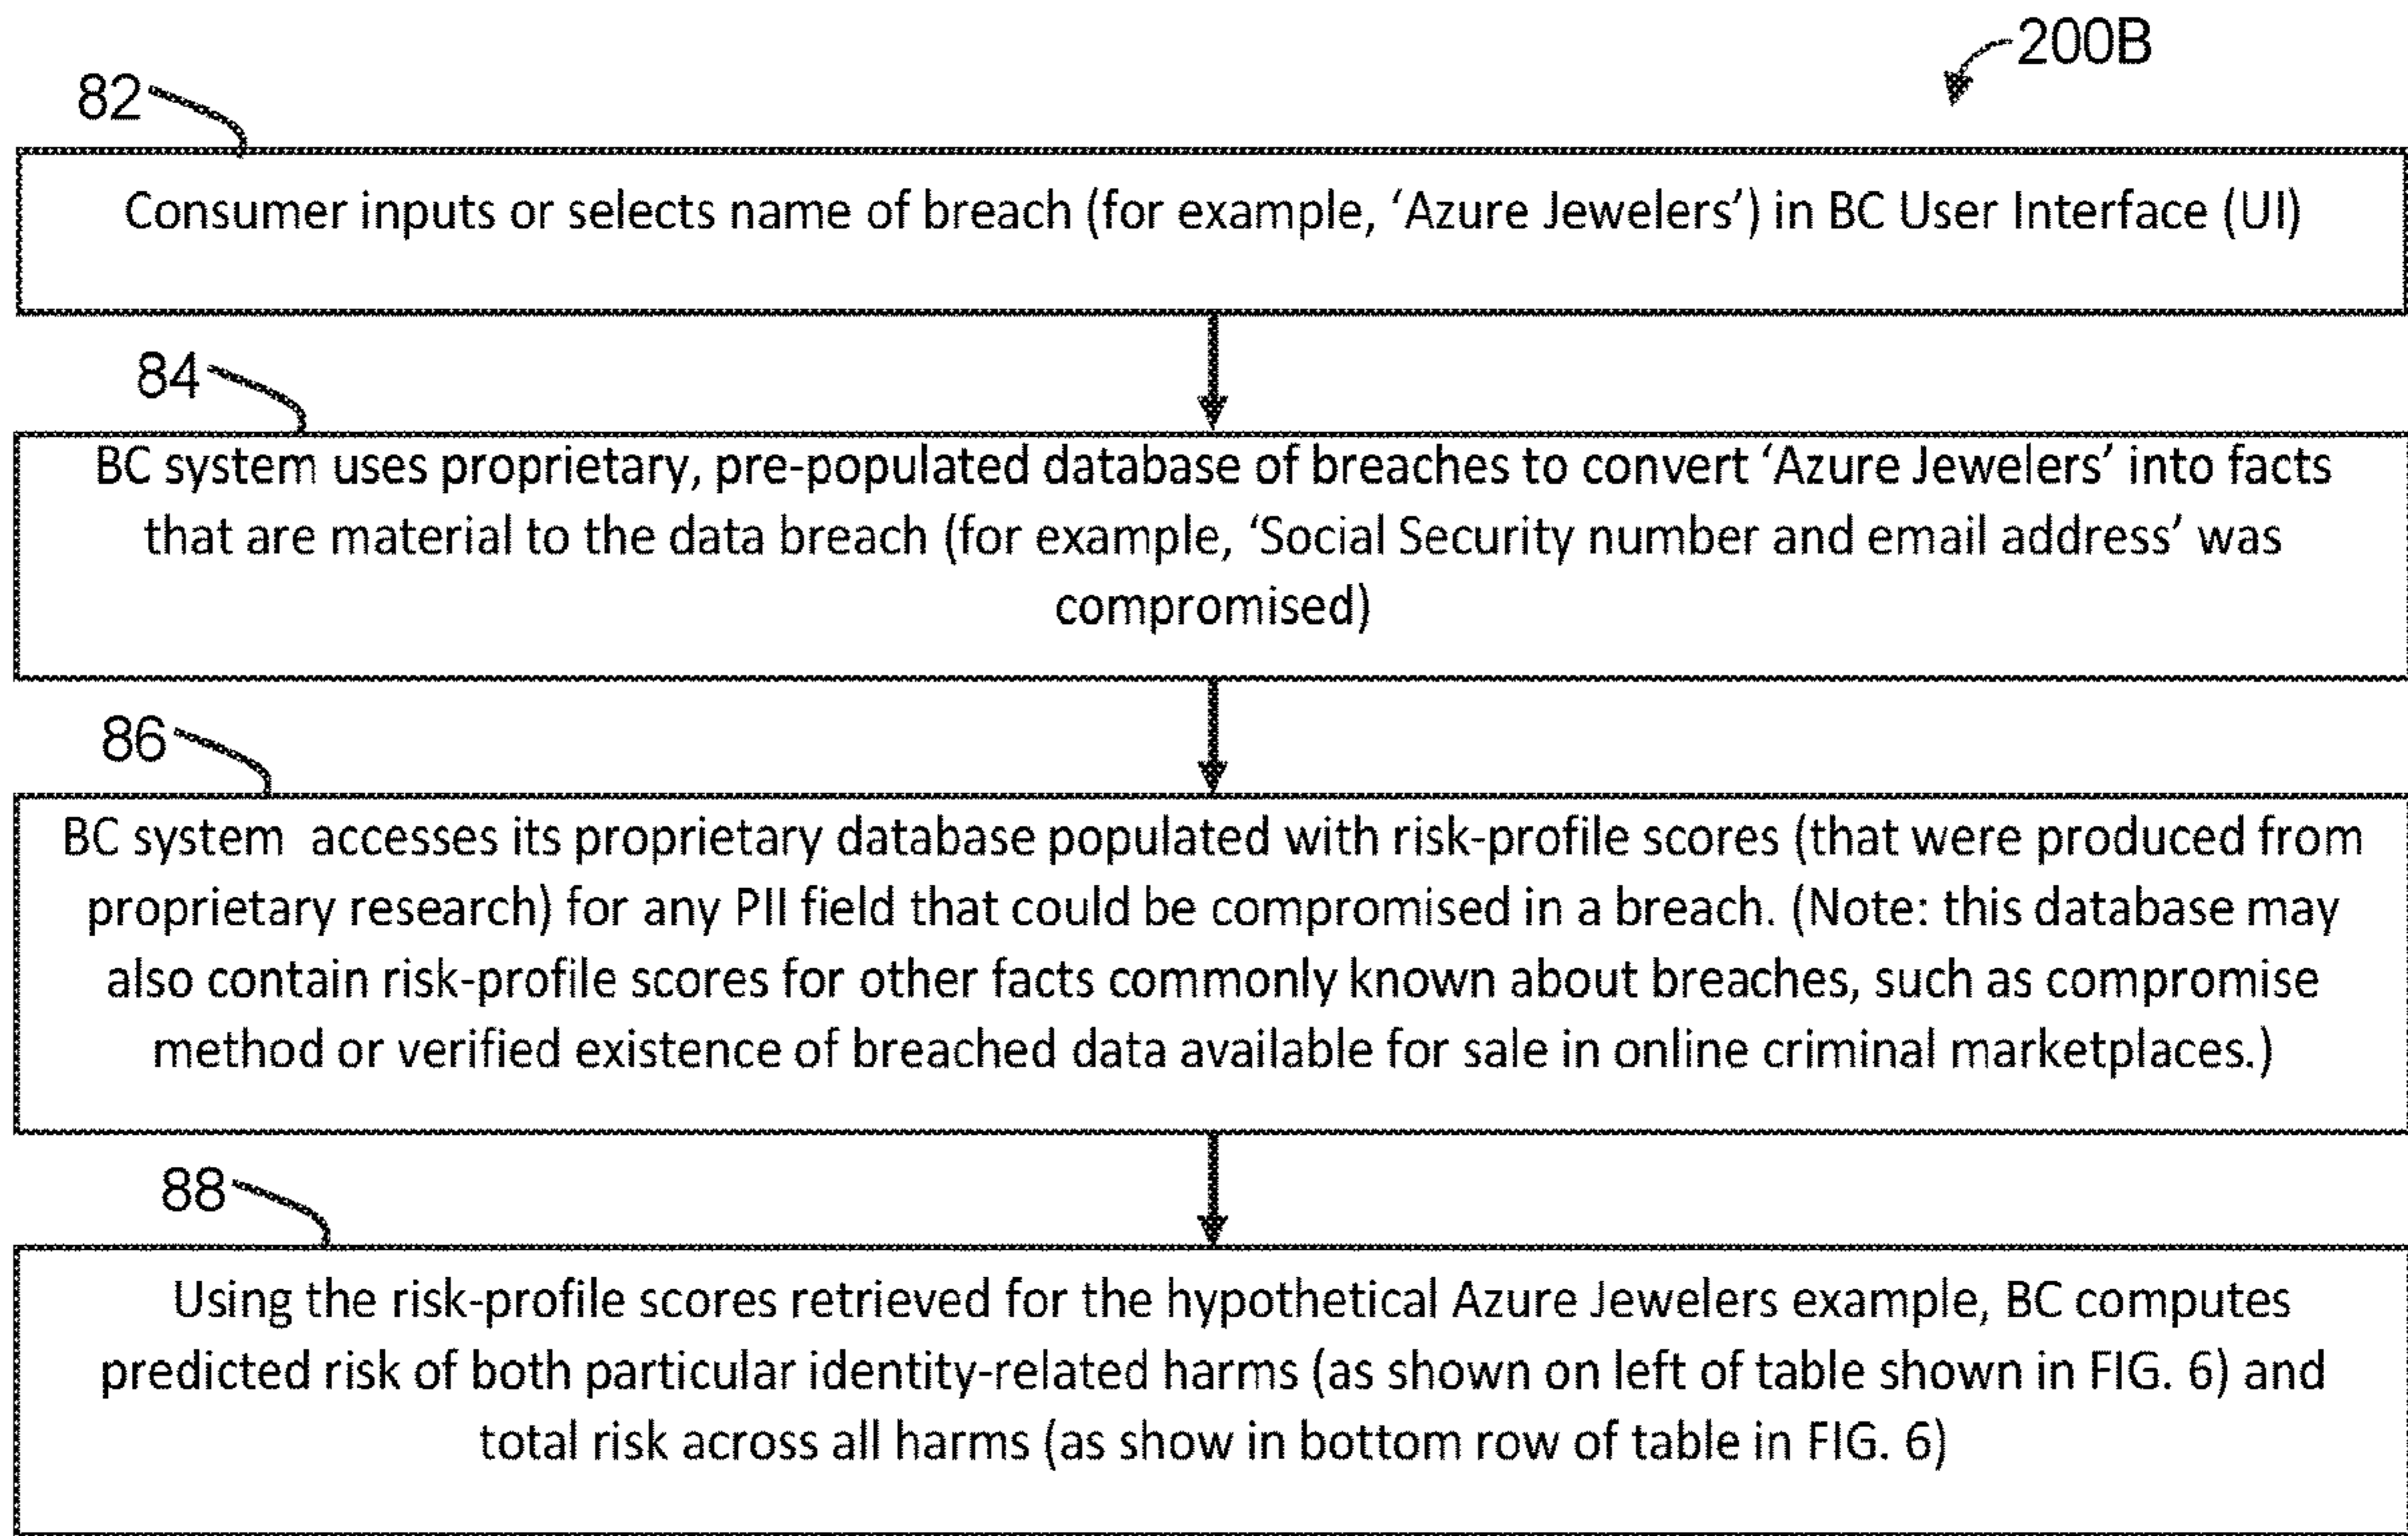 200B
82
Consumer inputs or selects name of breach (for example, ‘Azure Jewelers’) in BC User Interface (UI)
84
BC system uses proprietary, pre-populated database of breaches to convert ‘Azure Jewelers’ into facts
that are material to the data breach (for example, ‘Social Security number and email address’ was
compromised)
86
BC system accesses its proprietary database populated with risk-profile scores (that were produced from
proprietary research) for any PII field that could be compromised in a breach. (Note: this database may
also contain risk-profile scores for other facts commonly known about breaches, such as compromise
method or verified existence of breached data available for sale in online criminal marketplaces.)
88
Using the risk-profile scores retrieved for the hypothetical Azure Jewelers example, BC computes
predicted risk of both particular identity-related harms (as shown on left of table shown in FIG. 6) and
total risk across all harms (as show in bottom row of table in FIG. 6)